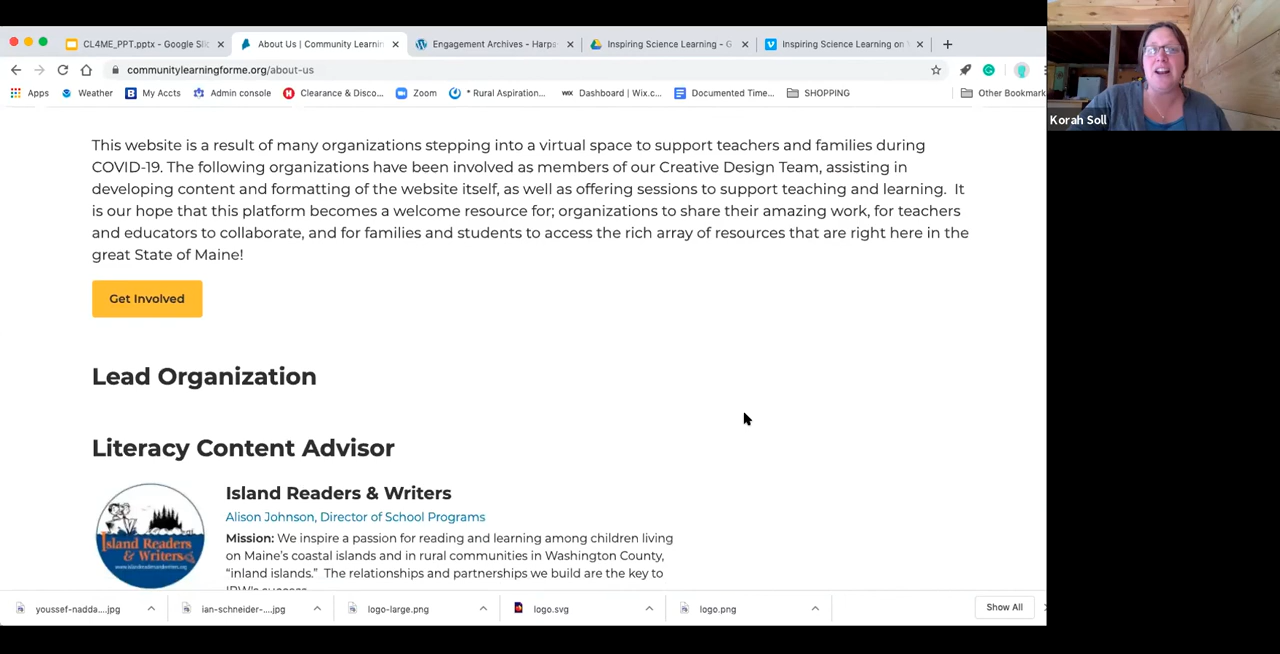 CL4ME_PPT.pptx - Google Slid
About Us | Community Learnin
Engagement Archives - Harps
Inspiring Science Learning - G
Inspiring Science Learning on
communitylearningforme.org/about-us
Apps
Weather
My Accts
Admin console
Clearance & Disco...
Zoom
* Rural Aspiration...
WIX Dashboard | Wix.c...
Documented Time...
SHOPPING
Other Bookmark
Korah Soll
This website is a result of many organizations stepping into a virtual space to support teachers and families during
COVID-19. The following organizations have been involved as members of our Creative Design Team, assisting in
developing content and formatting of the website itself, as well as offering sessions to support teaching and learning. It
is our hope that this platform becomes a welcome resource for; organizations to share their amazing work, for teachers
and educators to collaborate, and for families and students to access the rich array of resources that are right here in the
great State of Maine!
Get Involved
Lead Organization
Literacy Content Advisor
Island Readers
& Writers
www.islandreadersandwriters.org
Island Readers & Writers
Alison Johnson, Director of School Programs
Mission: We inspire a passion for reading and learning among children living
on Maine's coastal islands and in rural communities in Washington County,
“inland islands.” The relationships and partnerships we build are the key to
IRW's success
youssef-nadda....jpg
ian-schneider-....jpg
logo-large.png
logo.svg
logo.png
Show All